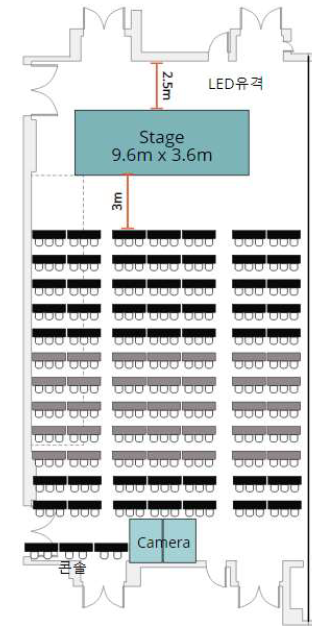 2.5m
LED유격
Stage
9.6m x 3.6m
3m
Camera
콘솔